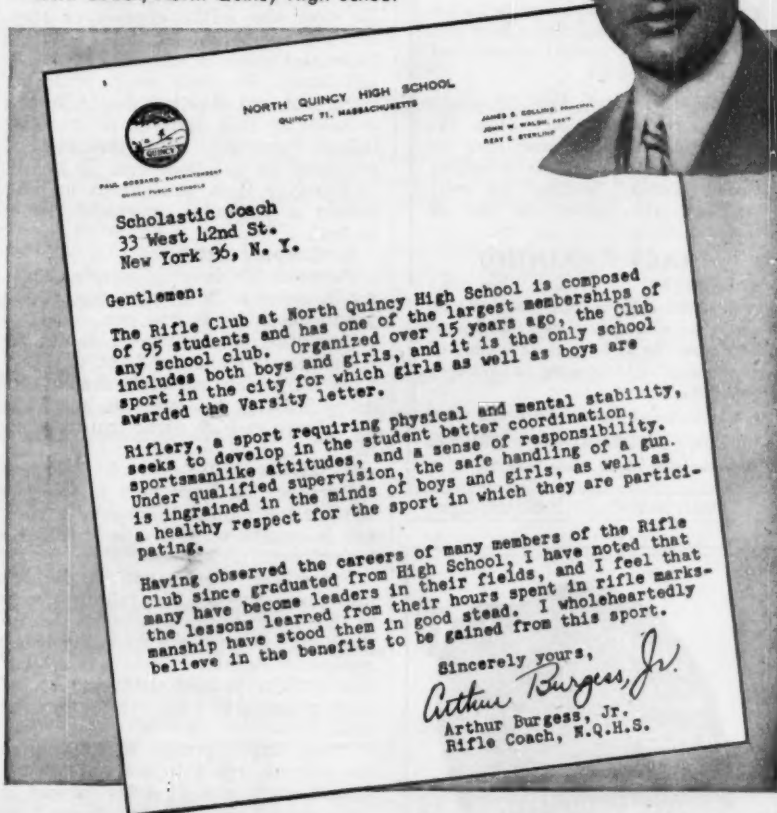 NORTH QUINCY HIGH SCHOOL
QUINCY 71, MASSACHUSETTS
QUINCY
JAMES S. COLLINS, PRINCIPAL
JOHN W. WALSH, ASST
STERLING
PAUL GOSSARD, SUPERINTENDENT
QUINCY PUBLIC SCHOOLS
Scholastic Coach
33 West 42nd St.
New York 36, N. Y.
Gentlemen:
The Rifle Club at North Quincy High School is composed
of 95 students and has one of the largest memberships of
any school club. Organized over 15 years ago, the Club
includes both boys and girls, and it is the only school
sport in the city for which girls as well as boys are
awarded the Varsity letter.
Riflery, a sport requiring physical and mental stability,
seeks to develop in the student better coordination,
sportsmanlike attitudes, and a sense of responsibility.
Under qualified supervision, the safe handling of a gun.
is ingrained in the minds of boys and girls, as well as
a healthy respect for the sport in which they are partici-
pating.
Having observed the careers of many members of the Rifle
Club since graduated from High School, I have noted that
many have become leaders in their fields, and I feel that
the lessons learned from their hours spent in rifle marks-
manship have stood them in good stead. I wholeheartedly
believe in the benefits to be gained from this sport.
Sincerely yours,
Arthur Burgess, Jr.
Arthur Burgess, Jr.
Rifle Coach, N.Q.H.S.